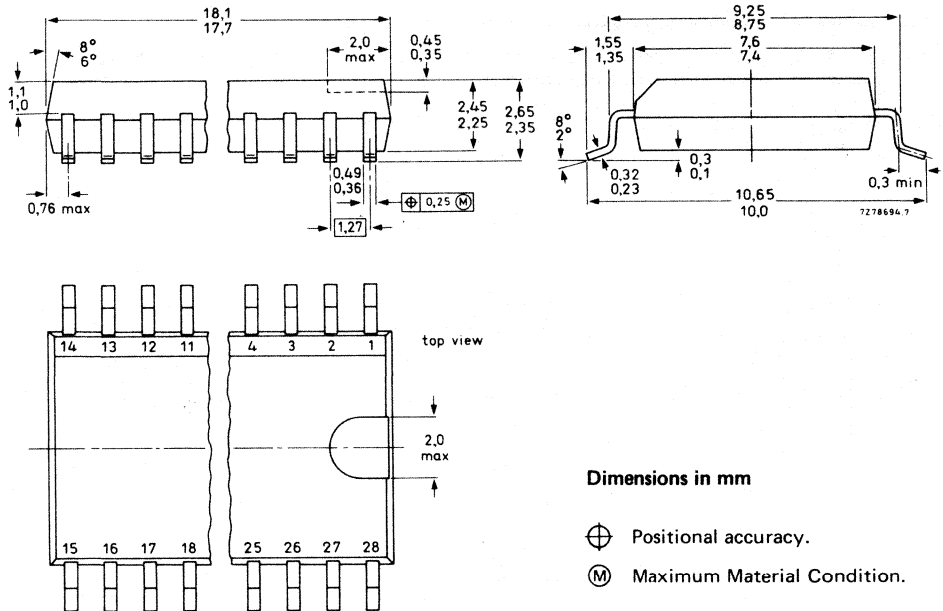 18,1
17,7
8°
6°
2,0
max
0,45
0,35
1,1
1,0
2,45
2,25
2,65
2,35
0,76 max
0,49
0,36
0,25 M
1,27
9,25
8,75
1,55
1,35
7,6
7,4
8°
2°
0,32
0,23
0,3
0,1
0,3 min
10,65
10,0
7Z78694.7
14 13 12 11 4 3 2 1
top view
2,0
max
15 16 17 18 25 26 27 28
Dimensions in mm
Positional accuracy.
M Maximum Material Condition.